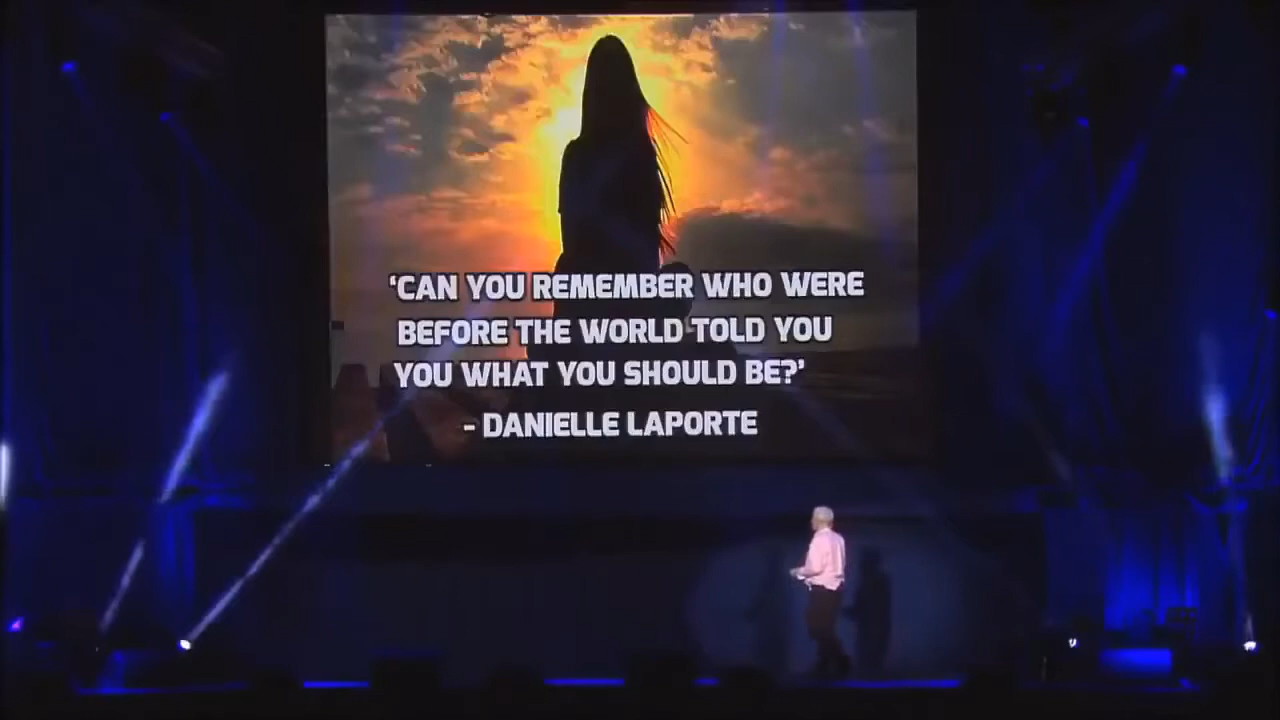 ‘CAN YOU REMEMBER WHO WERE
BEFORE THE WORLD TOLD YOU
YOU WHAT YOU SHOULD BE?’
- DANIELLE LAPORTE